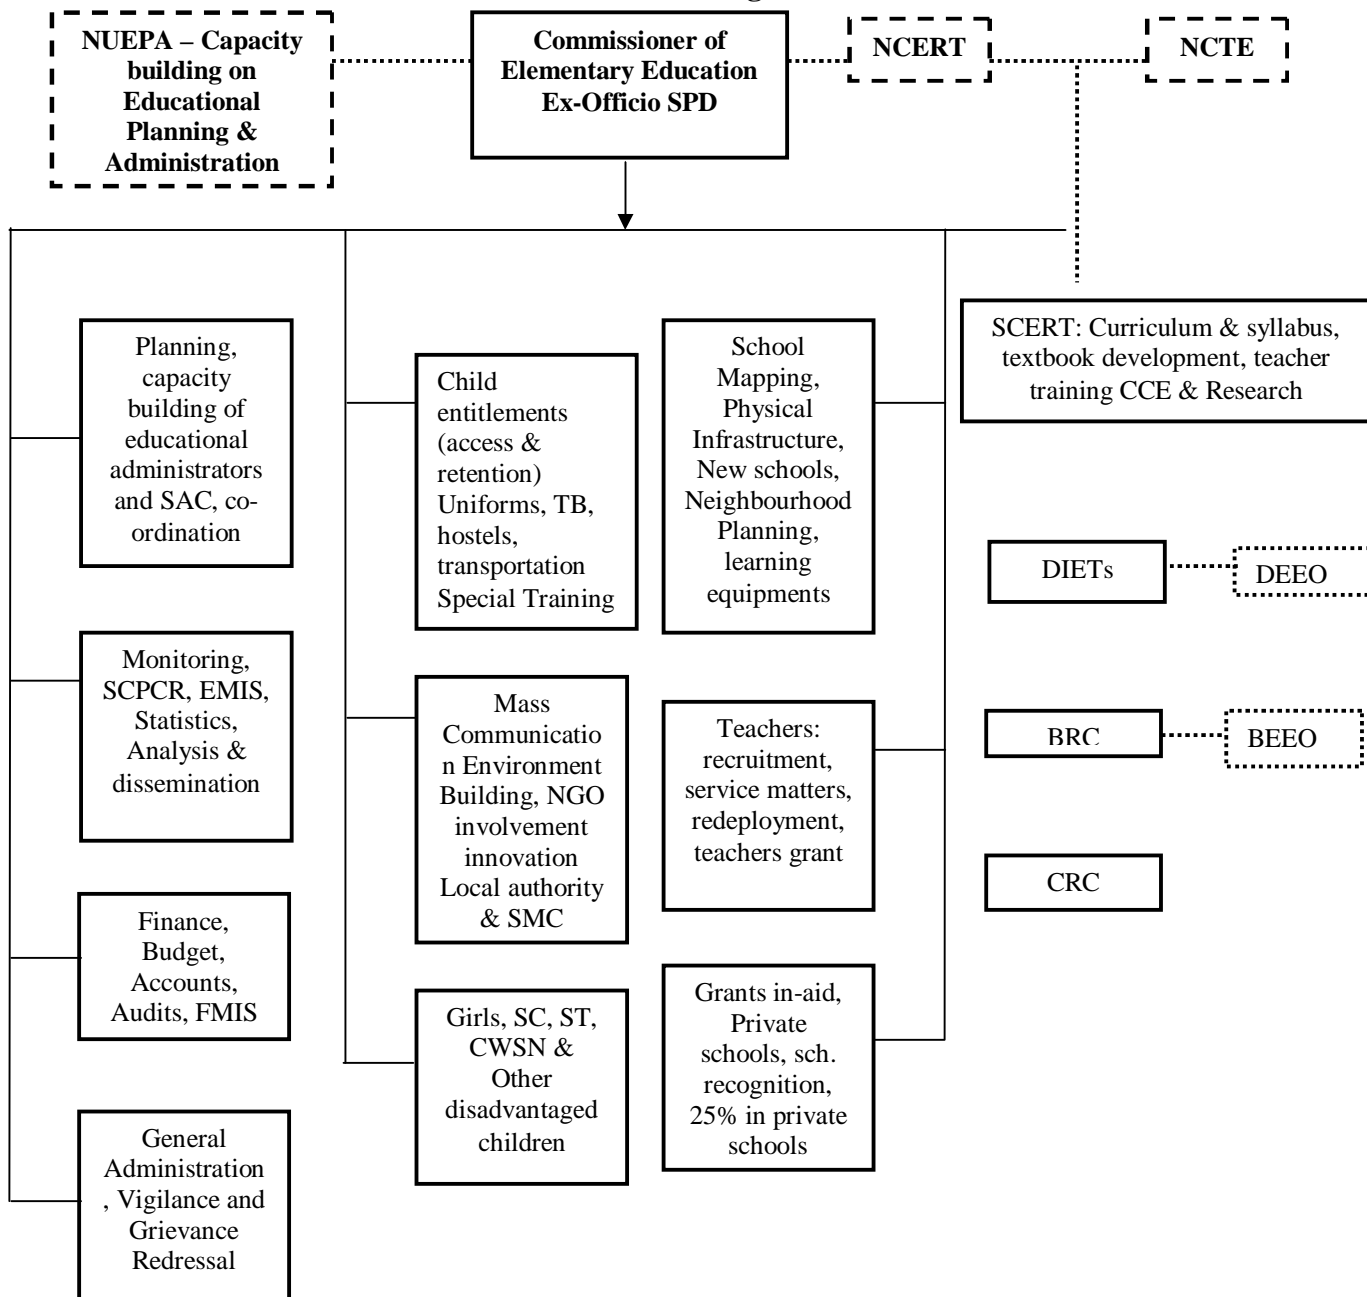 NUEPA – Capacity
building on
Educational
Planning &
Administration
Commissioner of
Elementary Education
Ex-Officio SPD
NCERT
NCTE
Planning,
capacity
building of
educational
administrators
and SAC, co-
ordination
Monitoring,
SCPCR, EMIS,
Statistics,
Analysis &
dissemination
Finance,
Budget,
Accounts,
Audits, FMIS
General
Administration
, Vigilance and
Grievance
Redressal
Child
entitlements
(access &
retention)
Uniforms, TB,
hostels,
transportation
Special Training
Mass
Communicatio
n Environment
Building, NGO
involvement
innovation
Local authority
& SMC
Girls, SC, ST,
CWSN &
Other
disadvantaged
children
School
Mapping,
Physical
Infrastructure,
New schools,
Neighbourhood
Planning,
learning
equipments
Teachers:
recruitment,
service matters,
redeployment,
teachers grant
Grants in-aid,
Private
schools, sch.
recognition,
25% in private
schools
SCERT: Curriculum & syllabus,
textbook development, teacher
training CCE & Research
DIETs
DEEO
BRC
BEEO
CRC